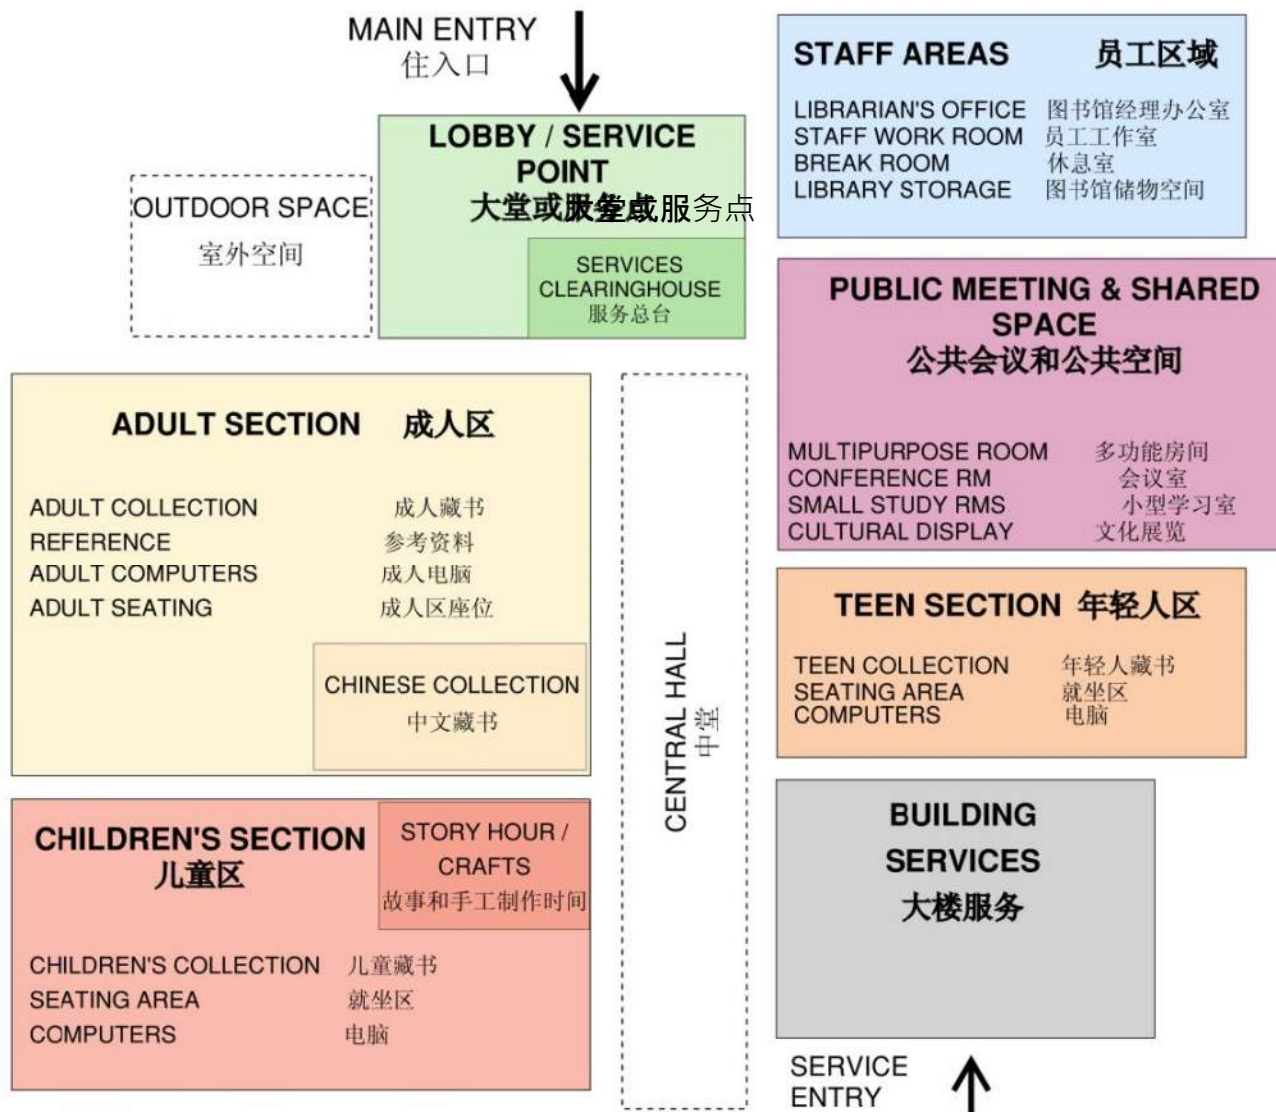 MAIN ENTRY
住入口
LOBBY / SERVICE
POINT
大堂或服务点
大堂或服务点
SERVICES
CLEARINGHOUSE
服务总台
OUTDOOR SPACE
室外空间
STAFF AREAS 员工区域
LIBRARIAN'S OFFICE 图书馆经理办公室
STAFF WORK ROOM 员工工作室
BREAK ROOM 休息室
LIBRARY STORAGE 图书馆储物空间
PUBLIC MEETING & SHARED
SPACE
公共会议和公共空间
MULTIPURPOSE ROOM 多功能房间
CONFERENCE RM 会议室
SMALL STUDY RMS 小型学习室
CULTURAL DISPLAY 文化展览
ADULT SECTION 成人区
ADULT COLLECTION 成人藏书
REFERENCE 参考资料
ADULT COMPUTERS 成人电脑
ADULT SEATING 成人区座位
CHINESE COLLECTION
中文藏书
CENTRAL HALL
中堂
TEEN SECTION 年轻人区
TEEN COLLECTION 年轻人藏书
SEATING AREA 就坐区
COMPUTERS 电脑
CHILDREN'S SECTION
儿童区
STORY HOUR /
CRAFTS
故事和手工制作时间
CHILDREN'S COLLECTION 儿童藏书
SEATING AREA 就坐区
COMPUTERS 电脑
BUILDING
SERVICES
大楼服务
SERVICE
ENTRY